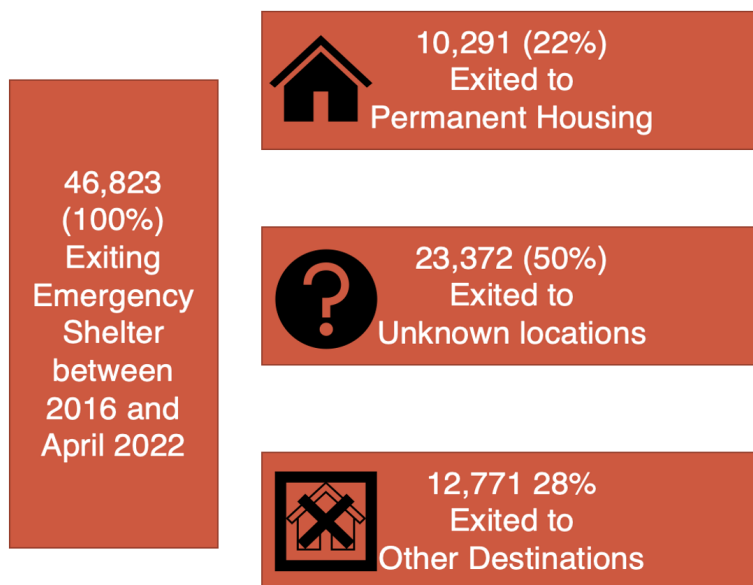 46,823
(100%)
Exiting
Emergency
Shelter
between
2016 and
April 2022
10,291 (22%)
Exited to
Permanent Housing
?
23,372 (50%)
Exited to
Unknown locations
12,771 28%
Exited to
Other Destinations